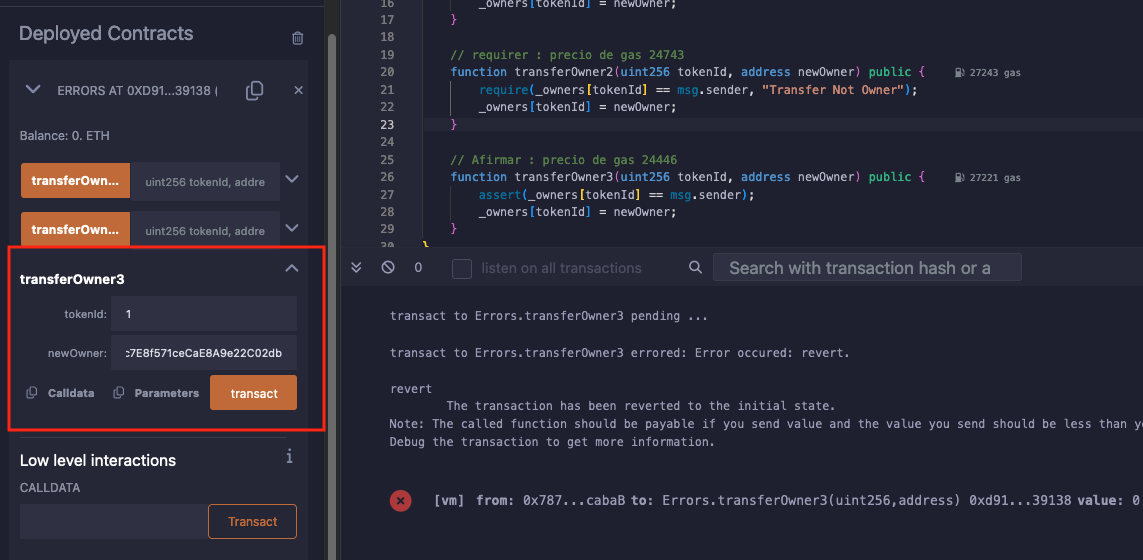 Deployed Contracts
ERRORS AT 0XD91...39138 (
Balance: 0. ETH
transferOwn... uint256 tokenId, addre
transferOwn... uint256 tokenId, addre
transferOwner3
tokenId: 1
newOwner: c7E8f571ceCaE8A9e22C02db
Calldata Parameters transact
Low level interactions
CALLDATA
Transact
16 _owners[tokenId] = newOwner;
17 }
18
19 // requirer : precio de gas 24743
20 function transferOwner2(uint256 tokenId, address newOwner) public { 27243 gas
21 require(_owners[tokenId] == msg.sender, "Transfer Not Owner");
22 _owners[tokenId] = newOwner;
23 }
24
25 // Afirmar : precio de gas 24446
26 function transferOwner3(uint256 tokenId, address newOwner) public { 27221 gas
27 assert(_owners[tokenId] == msg.sender);
28 _owners[tokenId] = newOwner;
29 }
30 }
0 listen on all transactions Search with transaction hash or a
transact to Errors.transferOwner3 pending ...
transact to Errors.transferOwner3 errored: Error occured: revert.
revert
The transaction has been reverted to the initial state.
Note: The called function should be payable if you send value and the value you send should be less than y
Debug the transaction to get more information.
[vm] from: 0x787...cabaB to: Errors.transferOwner3(uint256,address) 0xd91...39138 value: 0